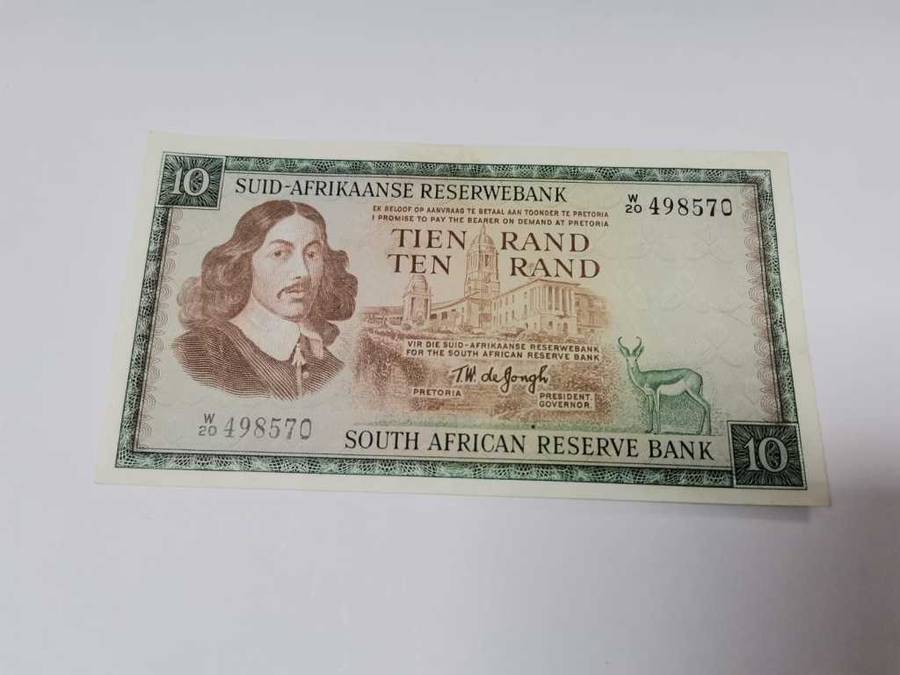 10
SUID-AFRIKAANSE RESERWEBANK
W/20 498570
EK BELOOF OP AANVRAAG TE BETAAL AAN TOONDER TE PRETORIA
I PROMISE TO PAY THE BEARER ON DEMAND AT PRETORIA
TIEN RAND
TEN RAND
VIR DIE SUID-AFRIKAANSE RESERWEBANK
FOR THE SOUTH AFRICAN RESERVE BANK
T.W. de Jongh
PRETORIA
PRESIDENT.
GOVERNOR.
W/20 498570
SOUTH AFRICAN RESERVE BANK
10